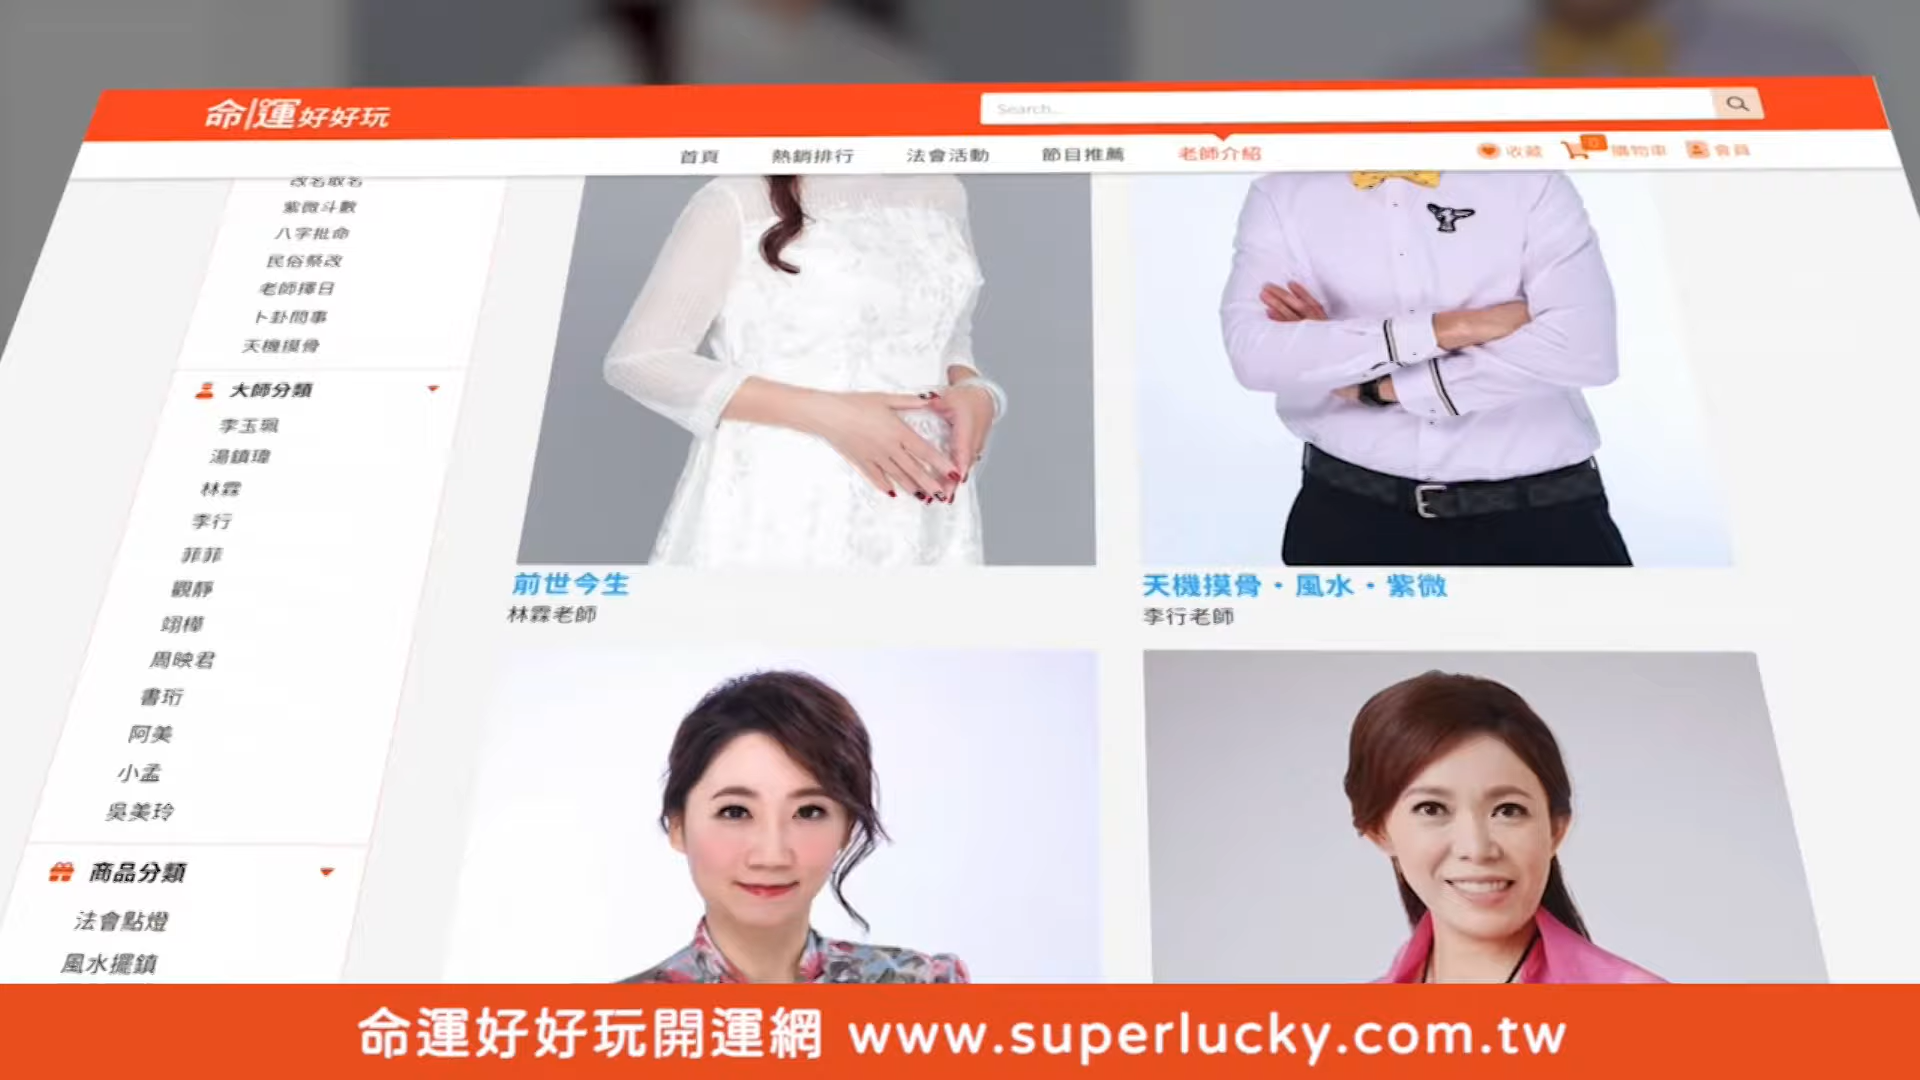 命運好好玩
Search...
首頁 熱銷排行 法會活動 節目推薦 老師介紹 收藏 0 購物車 會員
改名取名
紫微斗數
八字批命
民俗祭改
老師擇日
卜卦問事
天機摸骨
大師分類
李玉珮
湯鎮瑋
林霖
李行
菲菲
觀靜
翊樺
周映君
書珩
阿美
小孟
吳美玲
商品分類
法會點燈
風水擺鎮
前世今生
林霖老師
天機摸骨・風水・紫微
李行老師
命運好好玩開運網 www.superlucky.com.tw